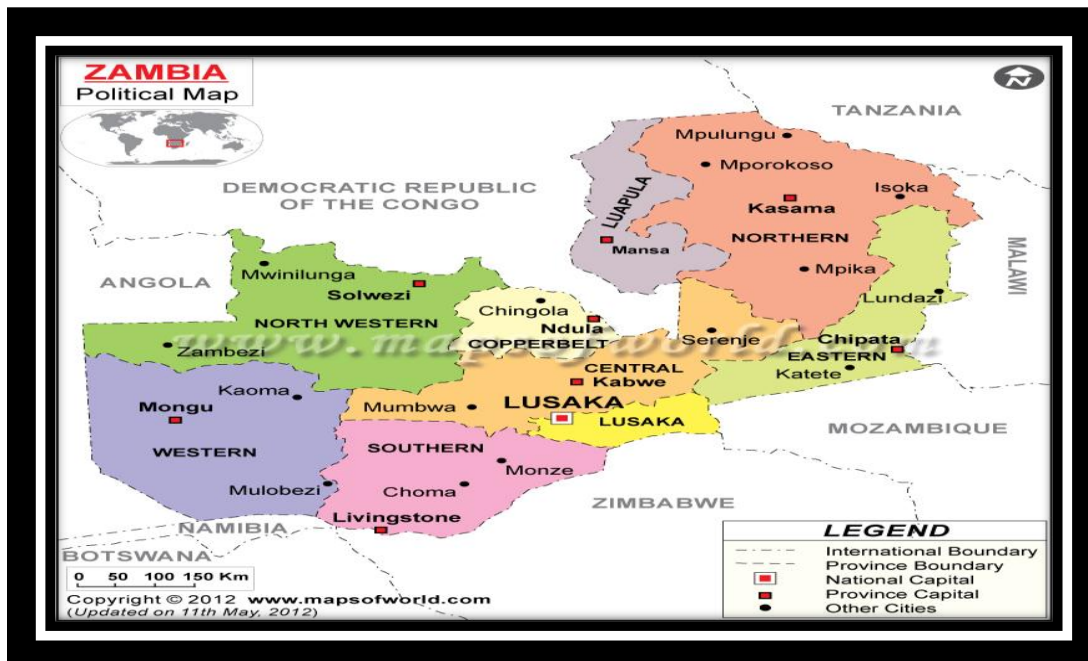 ZAMBIA
Political Map
N
TANZANIA
Mpulungu
Mporokoso
DEMOCRATIC REPUBLIC
OF THE CONGO
LUAPULA
Isoka
Kasama
NORTHERN
Mansa
MALAWI
Mwinilunga
ANGOLA
Mpika
Solwezi
Lundazi
Chingola
NORTH WESTERN
Ndula
COPPERBELT
Serenje
Chipata
EASTERN
www.mapsofworld.com
Zambezi
Katete
CENTRAL
Kabwe
Kaoma
Mongu
Mumbwa
LUSAKA
LUSAKA
MOZAMBIQUE
WESTERN
SOUTHERN
Monze
Mulobezi
Choma
ZIMBABWE
Livingstone
NAMIBIA
BOTSWANA
LEGEND
International Boundary
Province Boundary
National Capital
Province Capital
Other Cities
0 50 100 150 Km
Copyright © 2012 www.mapsofworld.com
(Updated on 11th May, 2012)